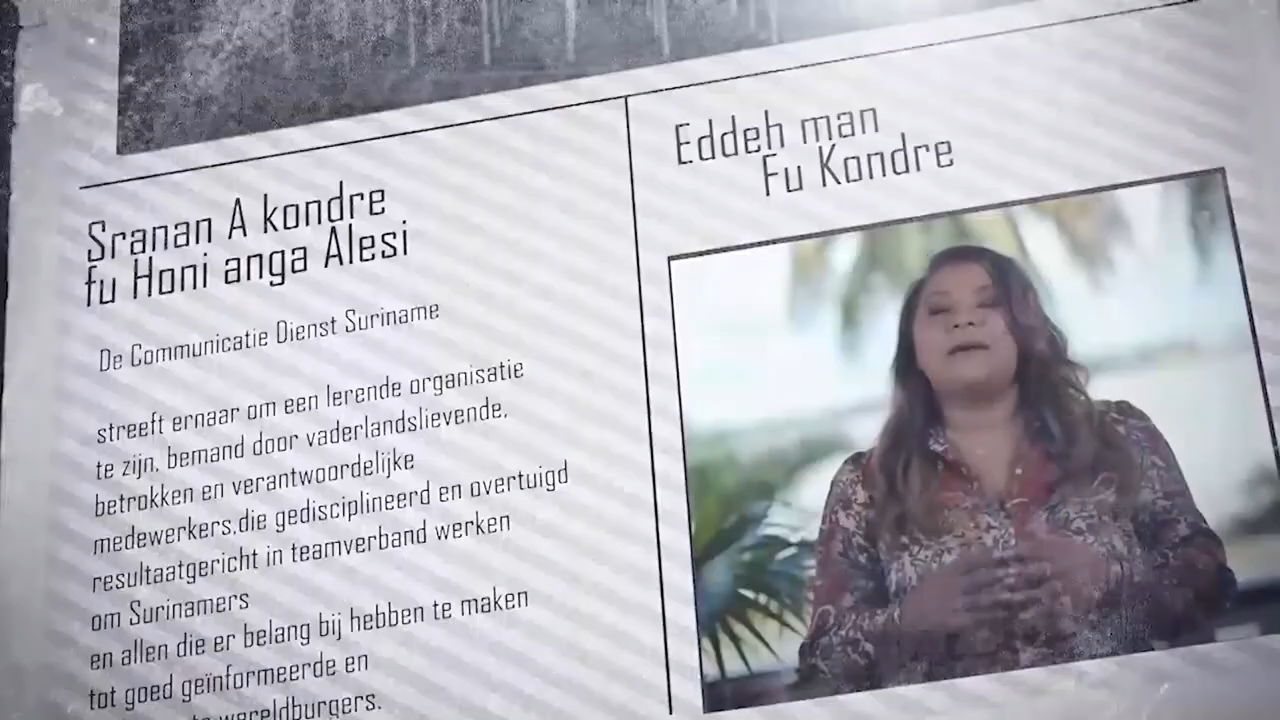 Sranan A kondre
fu Honi anga Alesi
De Communicatie Dienst Suriname
streeft ernaar om een lerende organisatie
te zijn, bemand door vaderlandslievende,
betrokken en verantwoordelijke
medewerkers,die gedisciplineerd en overtuigd
resultaatgericht in teamverband werken
om Surinamers
en allen die er belang bij hebben te maken
tot goed geïnformeerde en
wereldburgers.
Eddeh man
Fu Kondre